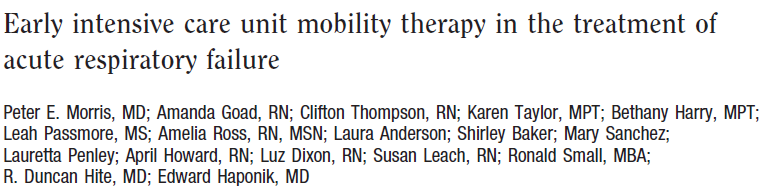 Early intensive care unit mobility therapy in the treatment of
acute respiratory failure
Peter E. Morris, MD; Amanda Goad, RN; Clifton Thompson, RN; Karen Taylor, MPT; Bethany Harry, MPT;
Leah Passmore, MS; Amelia Ross, RN, MSN; Laura Anderson; Shirley Baker; Mary Sanchez;
Lauretta Penley; April Howard, RN; Luz Dixon, RN; Susan Leach, RN; Ronald Small, MBA;
R. Duncan Hite, MD; Edward Haponik, MD